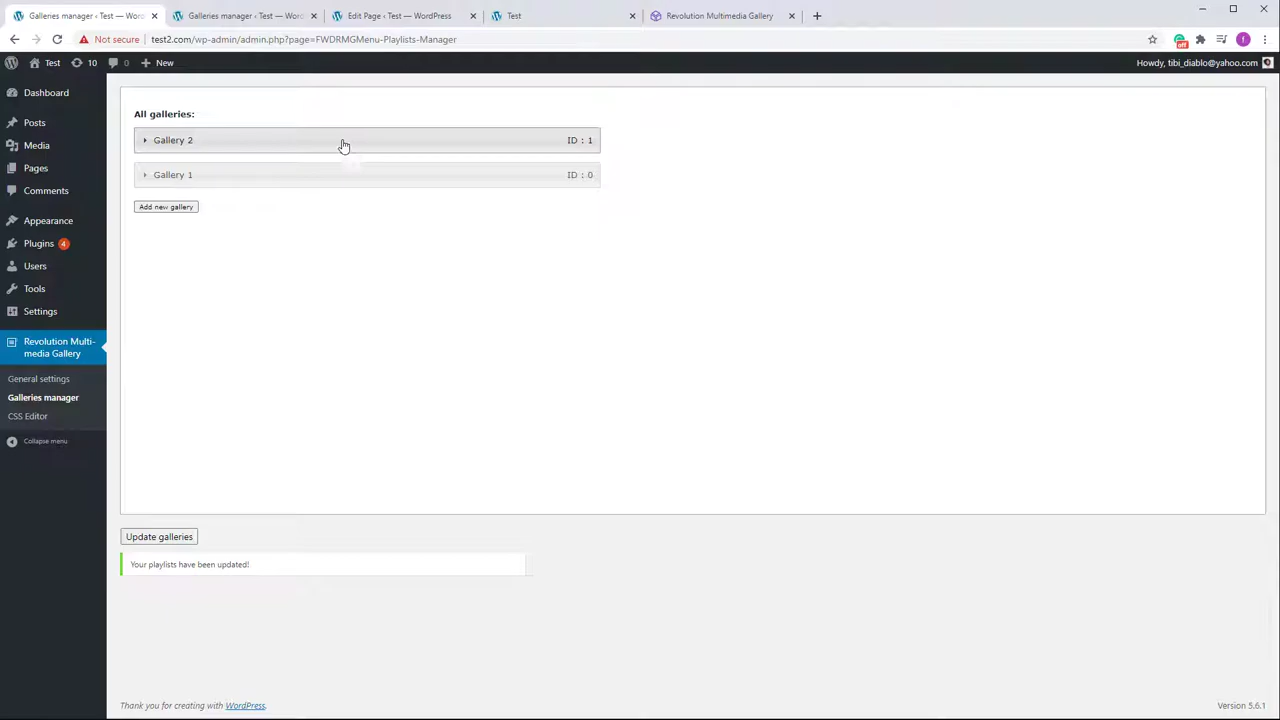 Galleries manager ‹ Test — Wordp
Galleries manager ‹ Test — Wordp
Edit Page ‹ Test — WordPress
Test
Revolution Multimedia Gallery
Not secure
test2.com/wp-admin/admin.php?page=FWDRMGMenu-Playlists-Manager
off
f
Test
10
0
New
Howdy, tibi_diablo@yahoo.com
Dashboard
Posts
Media
Pages
Comments
Appearance
Plugins 4
Users
Tools
Settings
Revolution Multi-
media Gallery
General settings
Galleries manager
CSS Editor
Collapse menu
All galleries:
Gallery 2 ID : 1
Gallery 1 ID : 0
Add new gallery
Update galleries
Your playlists have been updated!
Thank you for creating with WordPress.
Version 5.6.1